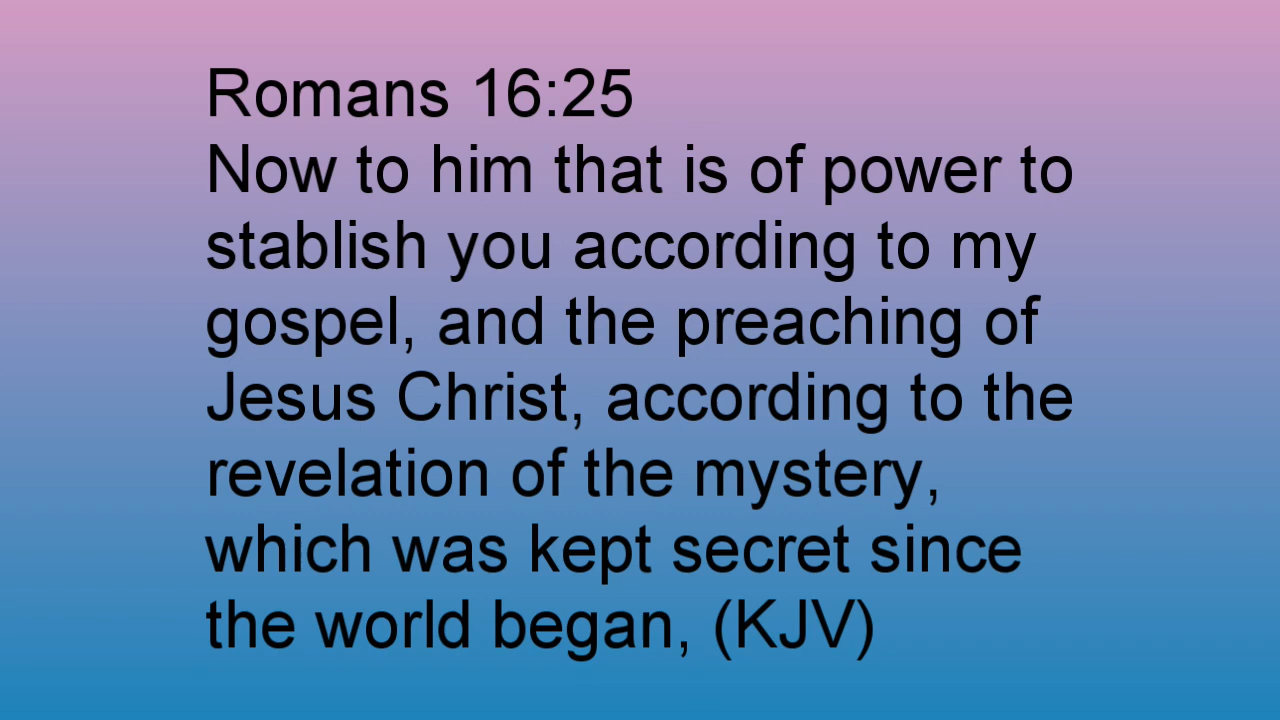 Romans 16:25
Now to him that is of power to
stablish you according to my
gospel, and the preaching of
Jesus Christ, according to the
revelation of the mystery,
which was kept secret since
the world began, (KJV)